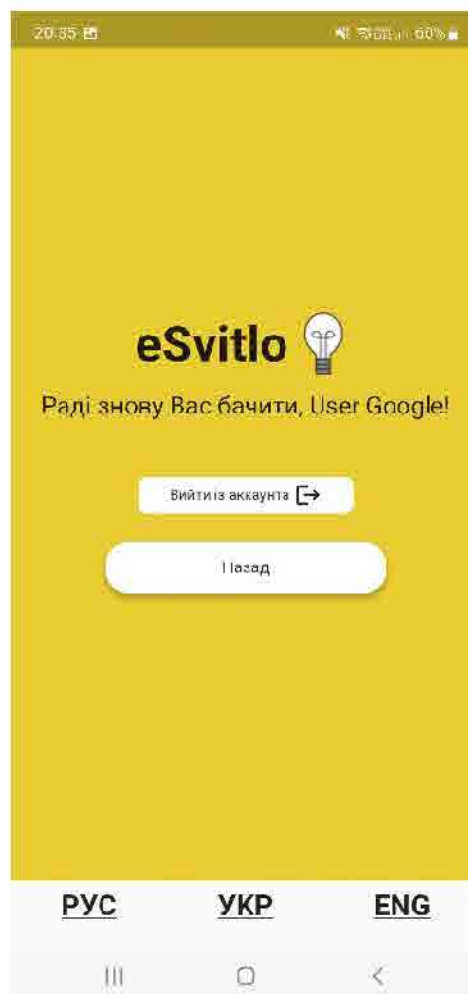 20:35
60%
eSvitlo
Раді знову Вас бачити, User Google!
Вийти із аккаунта
Назад
РУС УКР ENG